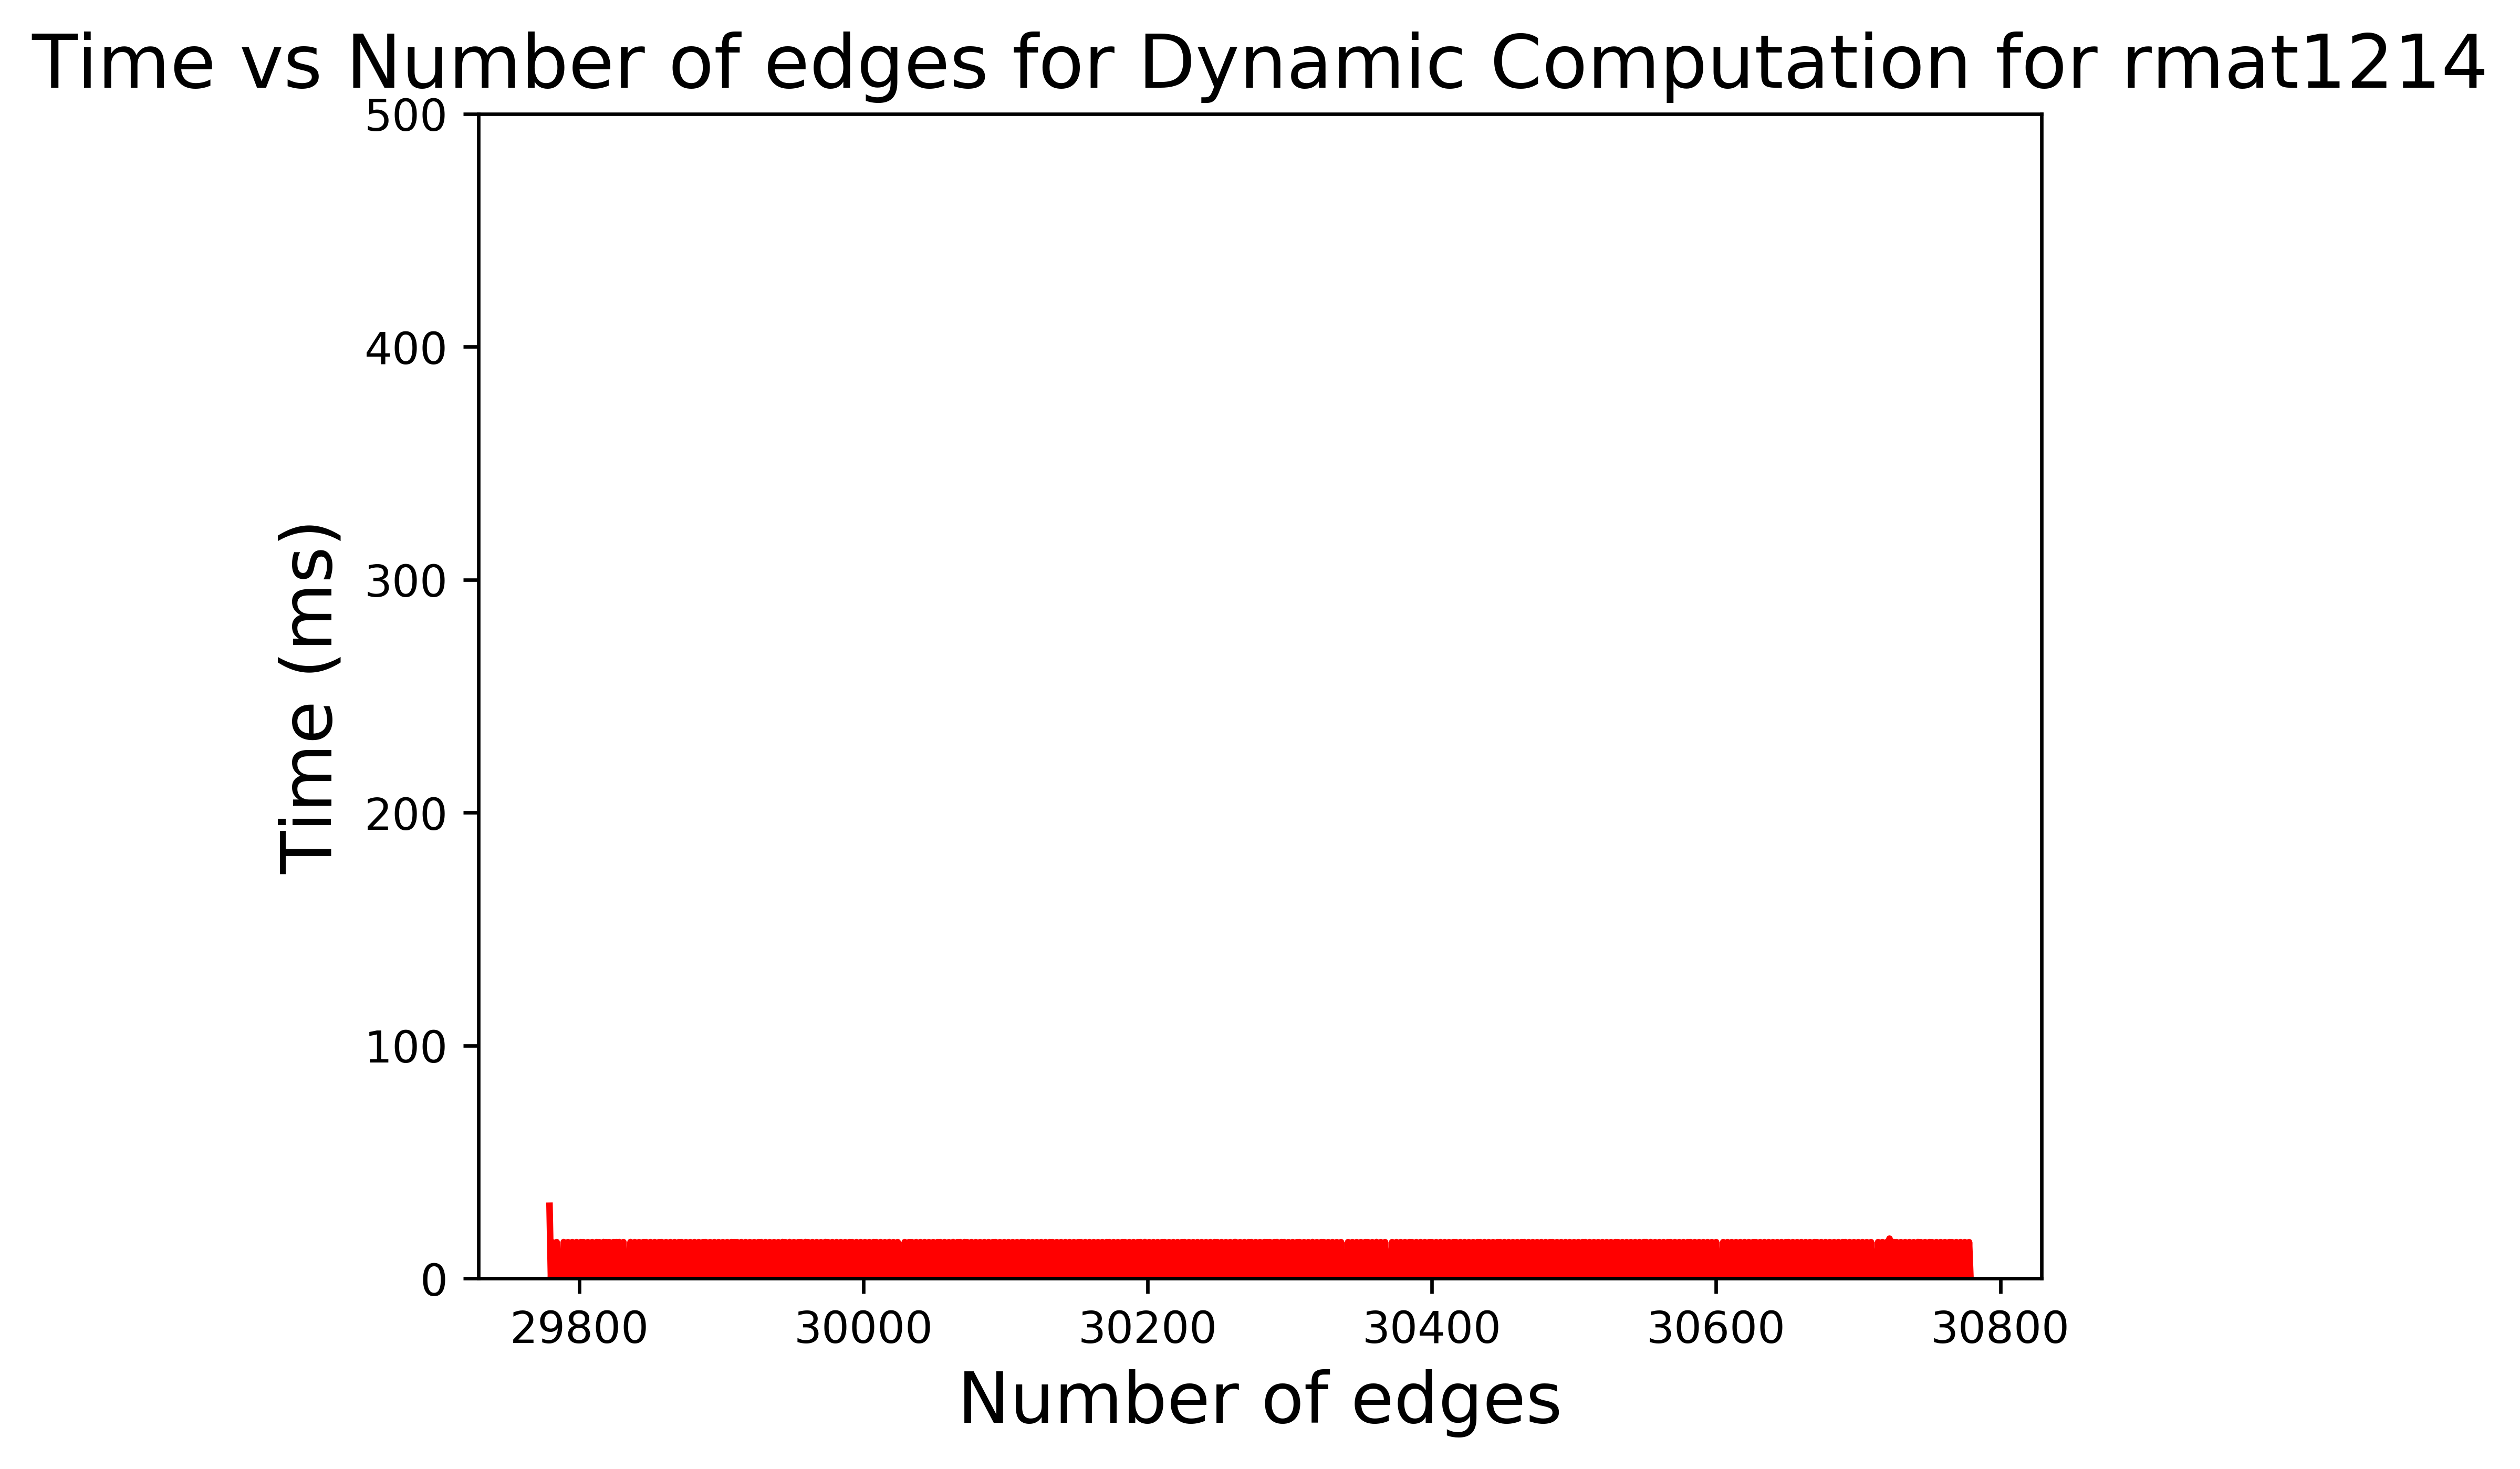 Time vs Number of edges for Dynamic Computation for rmat1214
500
400
300
200
100
0
Time (ms)
29800 30000 30200 30400 30600 30800
Number of edges